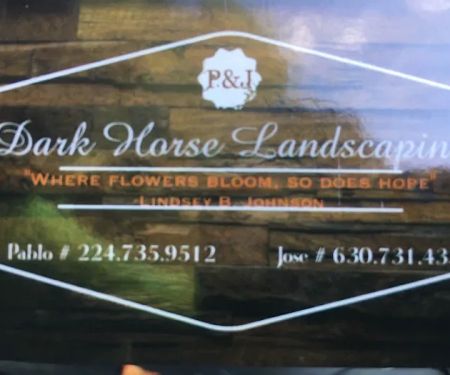 P.&J.
Dark Horse Landscapin
"Where flowers bloom, so does hope"
Lindsey B. Johnson
Pablo # 224.735.9512
Jose # 630.731.43